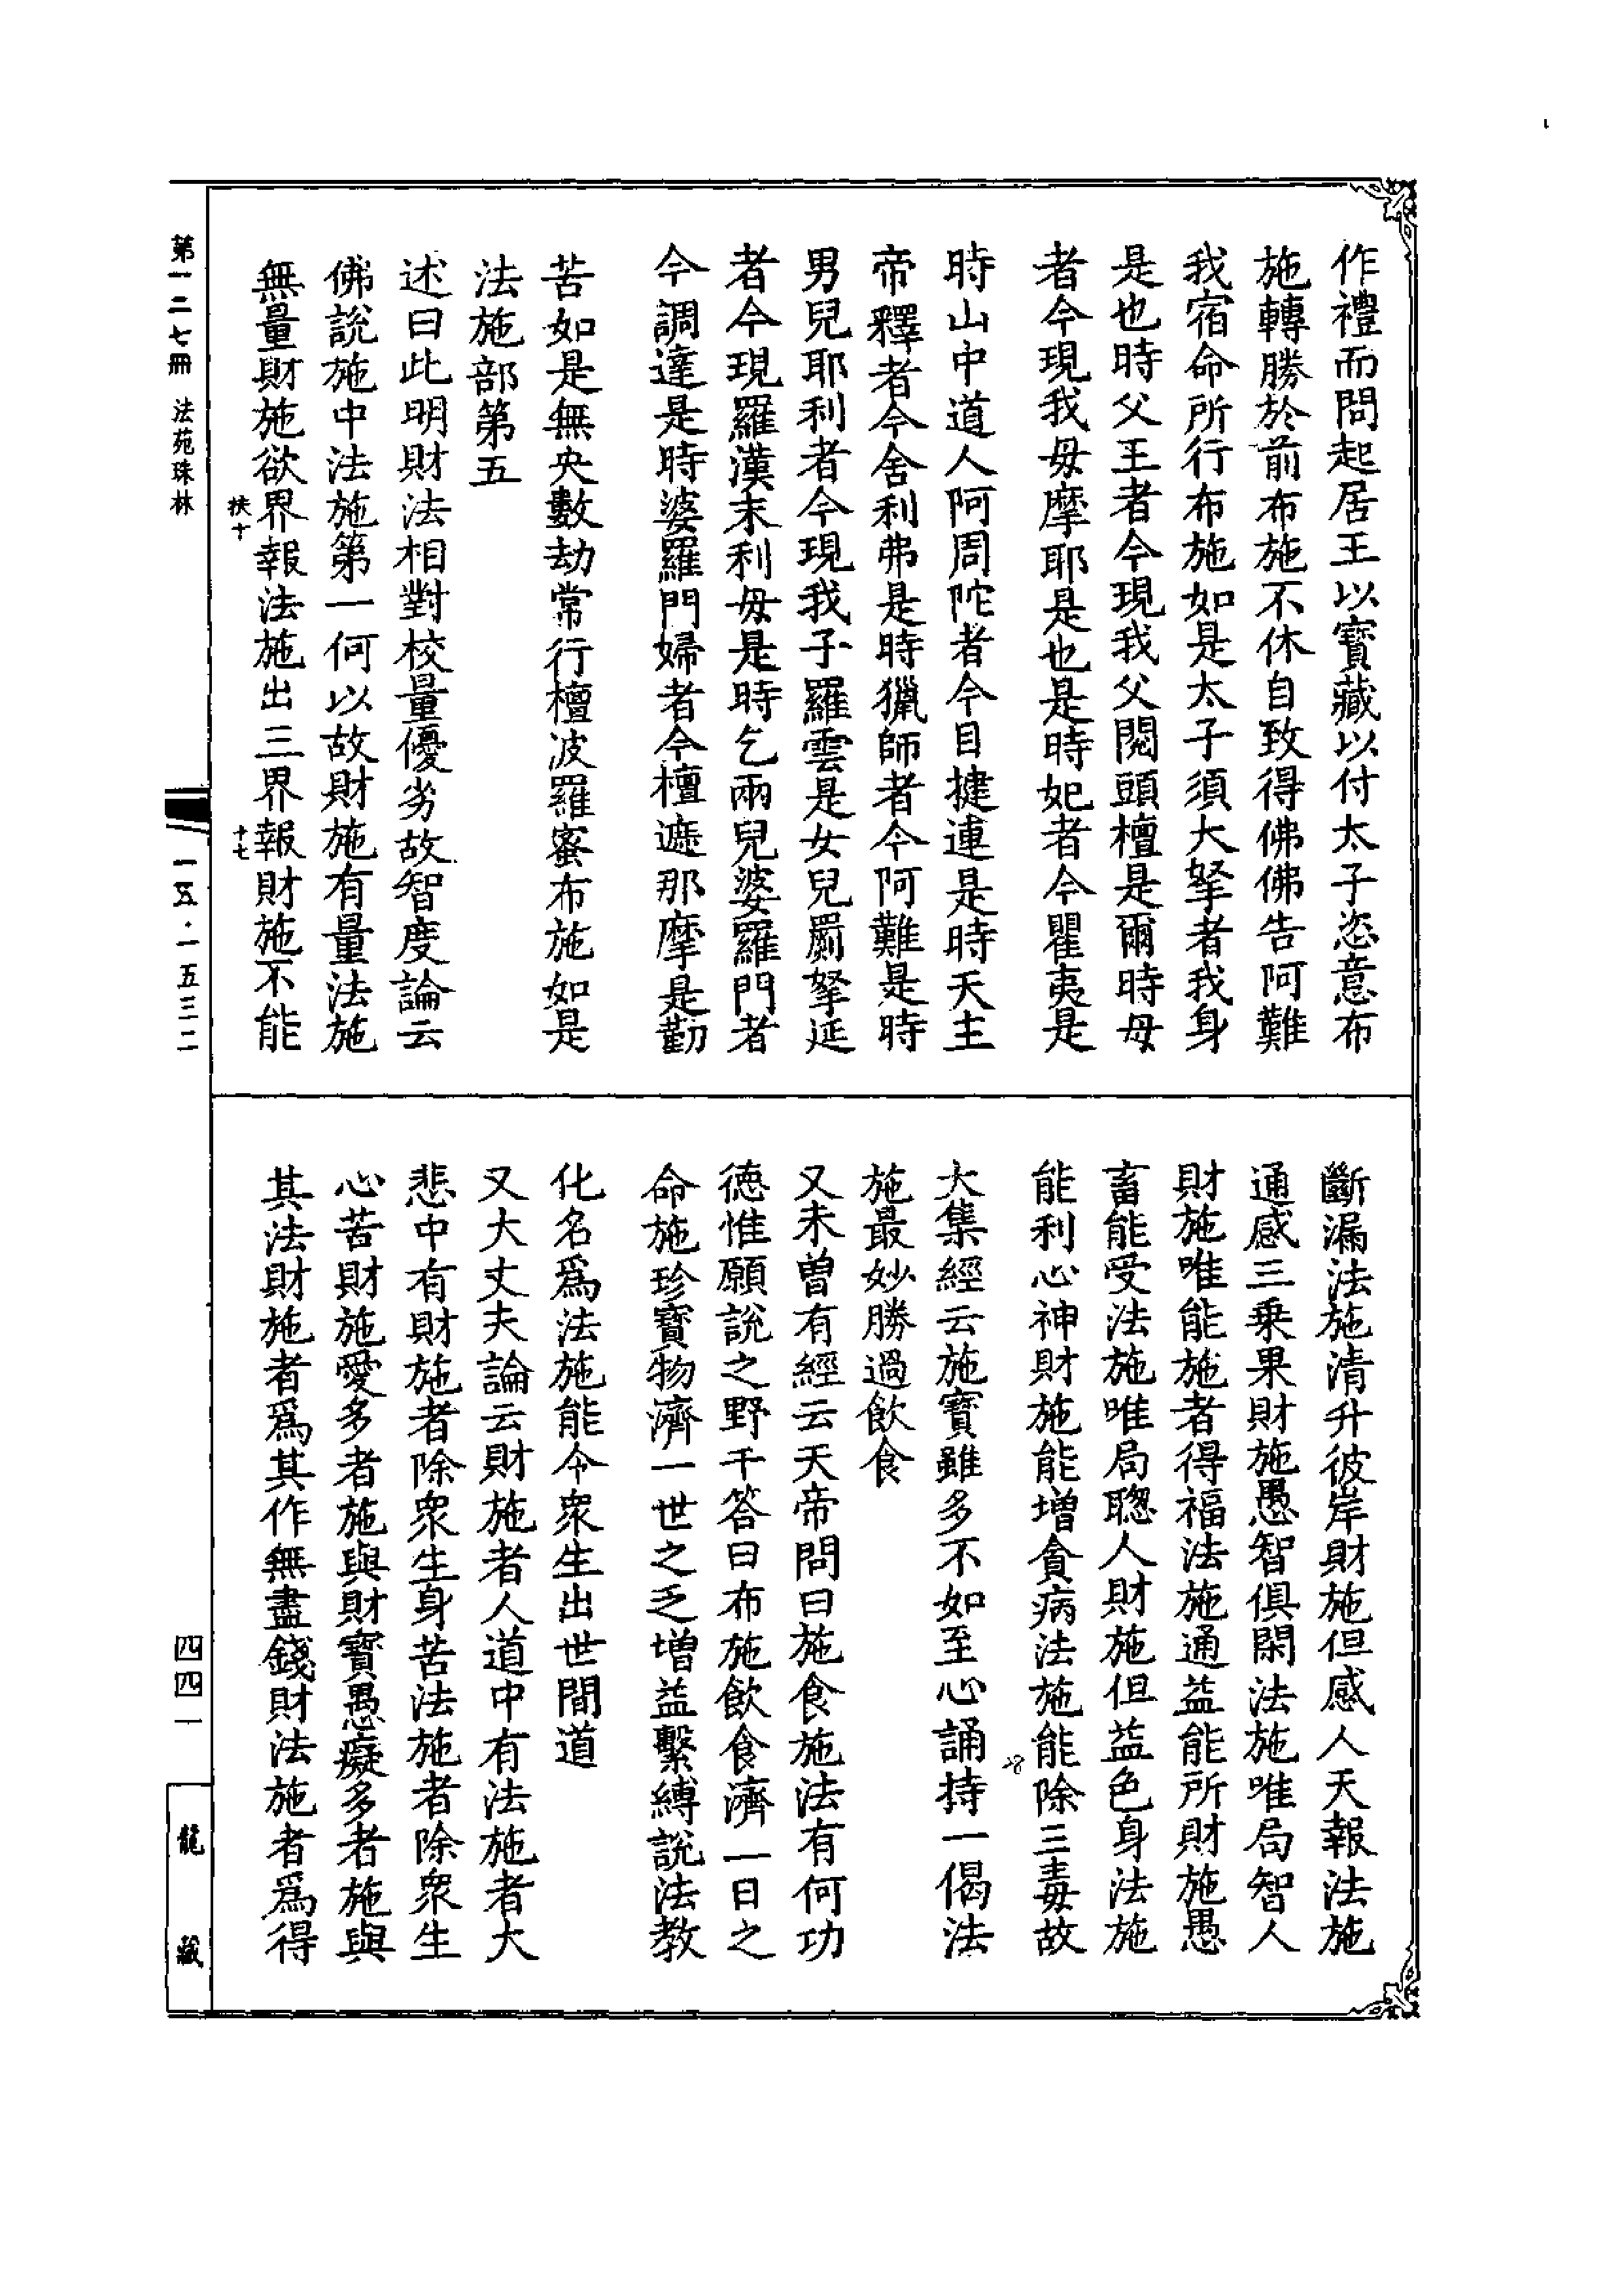 作禮而問起居王以寶藏以付太子恣意布
施轉勝於前布施不休自致得佛佛告阿難
我宿命所行布施如是太子須大拏者我身
是也時父王者今現我父閱頭檀是爾時母
者今現我母摩耶是也是時妃者今瞿夷是
時山中道人阿周陀者今目揵連是時天主
帝釋者今舍利弗是時獵師者今阿難是時
男兒耶利者今現我子羅雲是女兒罽拏延
者今現羅漢末利母是時乞兩兒婆羅門者
今調達是時婆羅門婦者今檀遮那摩是勤
苦如是無央數劫常行檀波羅蜜布施如是
法施部第五
述曰此明財法相對校量優劣故智度論云
佛說施中法施第一何以故財施有量法施
無量財施欲界報法施出三界報財施不能
扶十
十七
斷漏法施清升彼岸財施但感人天報法施
通感三乘果財施愚智俱閑法施唯局智人
財施唯能施者得福法施通益能所財施愚
畜能受法施唯局聰人財施但益色身法施
能利心神財施能增貪病法施能除三毒故
大集經云施寶雖多不如至心誦持一偈法
施最妙勝過飲食
又未曾有經云天帝問曰施食施法有何功
德惟願說之野干答曰布施飲食濟一日之
命施珍寶物濟一世之乏增益繫縛說法教
化名為法施能令眾生出世間道
又大丈夫論云財施者人道中有法施者大
悲中有財施者除眾生身苦法施者除眾生
心苦財施愛多者施與財寶愚癡多者施與
其法財施者為其作無盡錢財法施者為得
第一二七冊 法苑珠林
一五·一五三二
四四一
龍藏